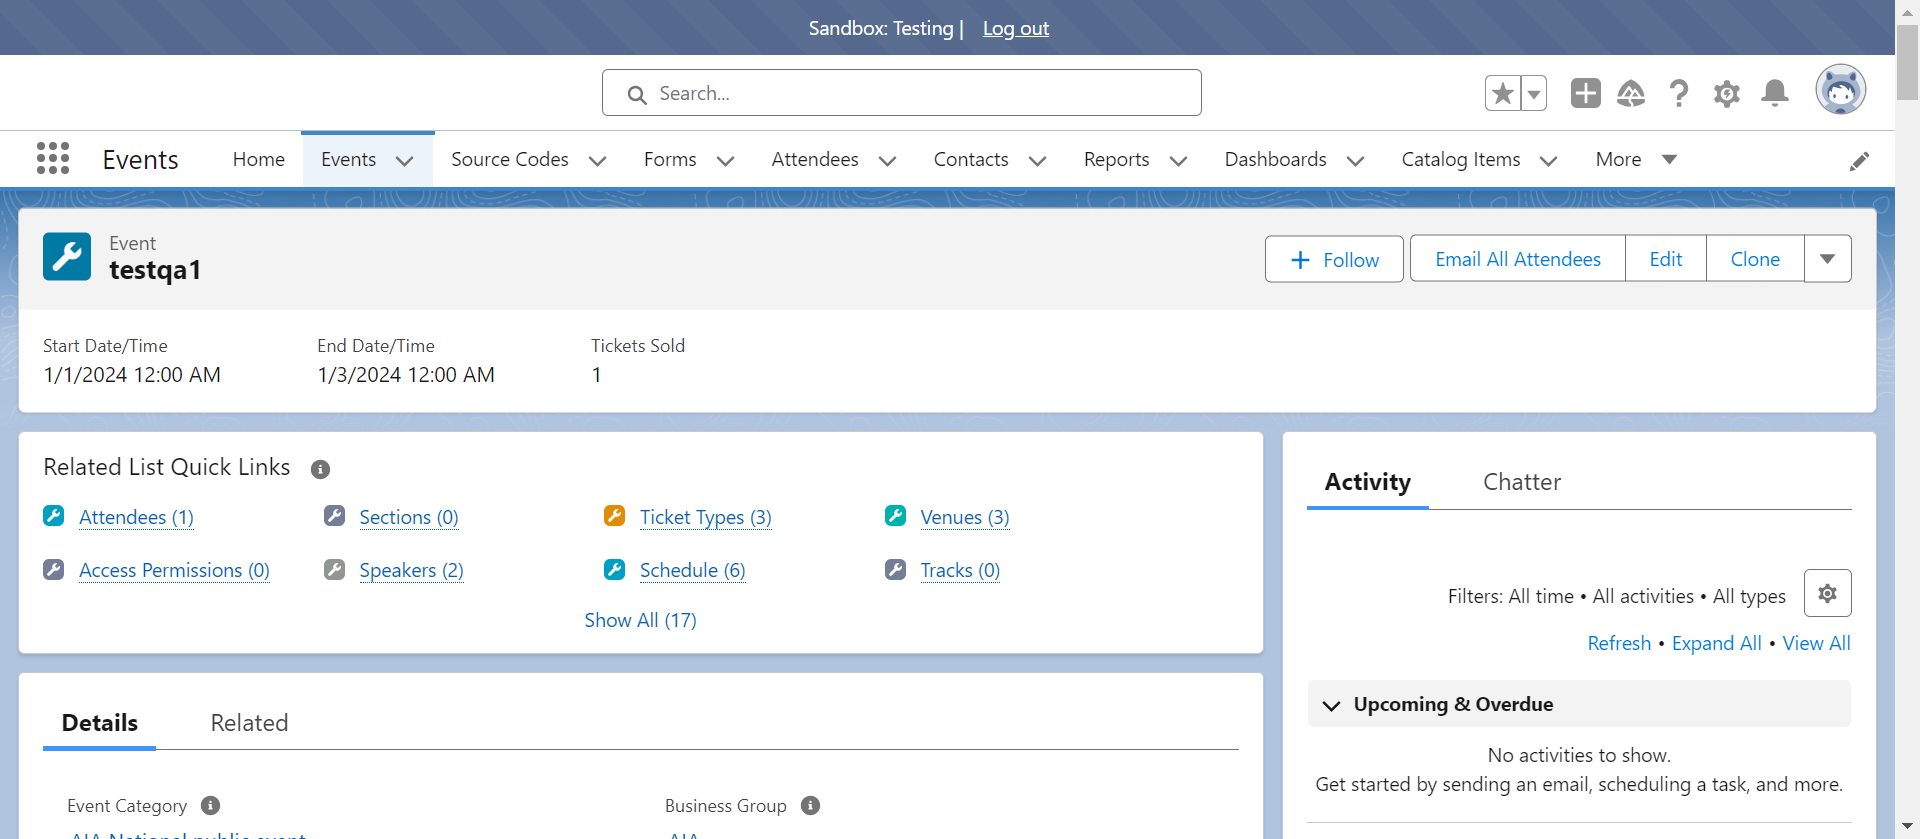 Sandbox: Testing |   Log out
Search...
Events
Home
Events
Source Codes
Forms
Attendees
Contacts
Reports
Dashboards
Catalog Items
More
Event
testqa1
Follow
Email All Attendees
Edit
Clone
Start Date/Time
1/1/2024 12:00 AM
End Date/Time
1/3/2024 12:00 AM
Tickets Sold
1
Related List Quick Links
Attendees (1)
Sections (0)
Ticket Types (3)
Venues (3)
Access Permissions (0)
Speakers (2)
Schedule (6)
Tracks (0)
Show All (17)
Details
Related
Event Category
AIA National public event
Business Group
AIA
Activity
Chatter
Filters: All time • All activities • All types
Refresh • Expand All • View All
Upcoming & Overdue
No activities to show.
Get started by sending an email, scheduling a task, and more.